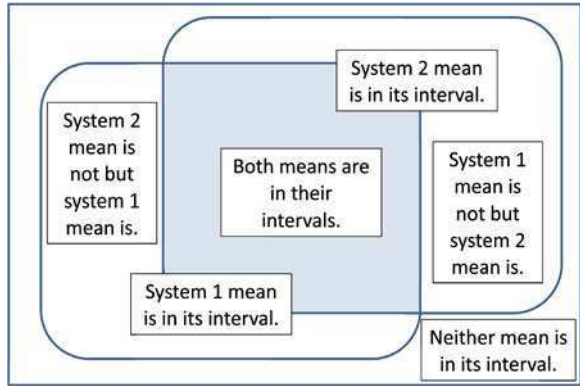 System 2 mean
is in its interval.
System 2
mean is
not but
system 1
mean is.
Both means are
in their
intervals.
System 1
mean is
not but
system 2
mean is.
System 1 mean
is in its interval.
Neither mean is
in its interval.